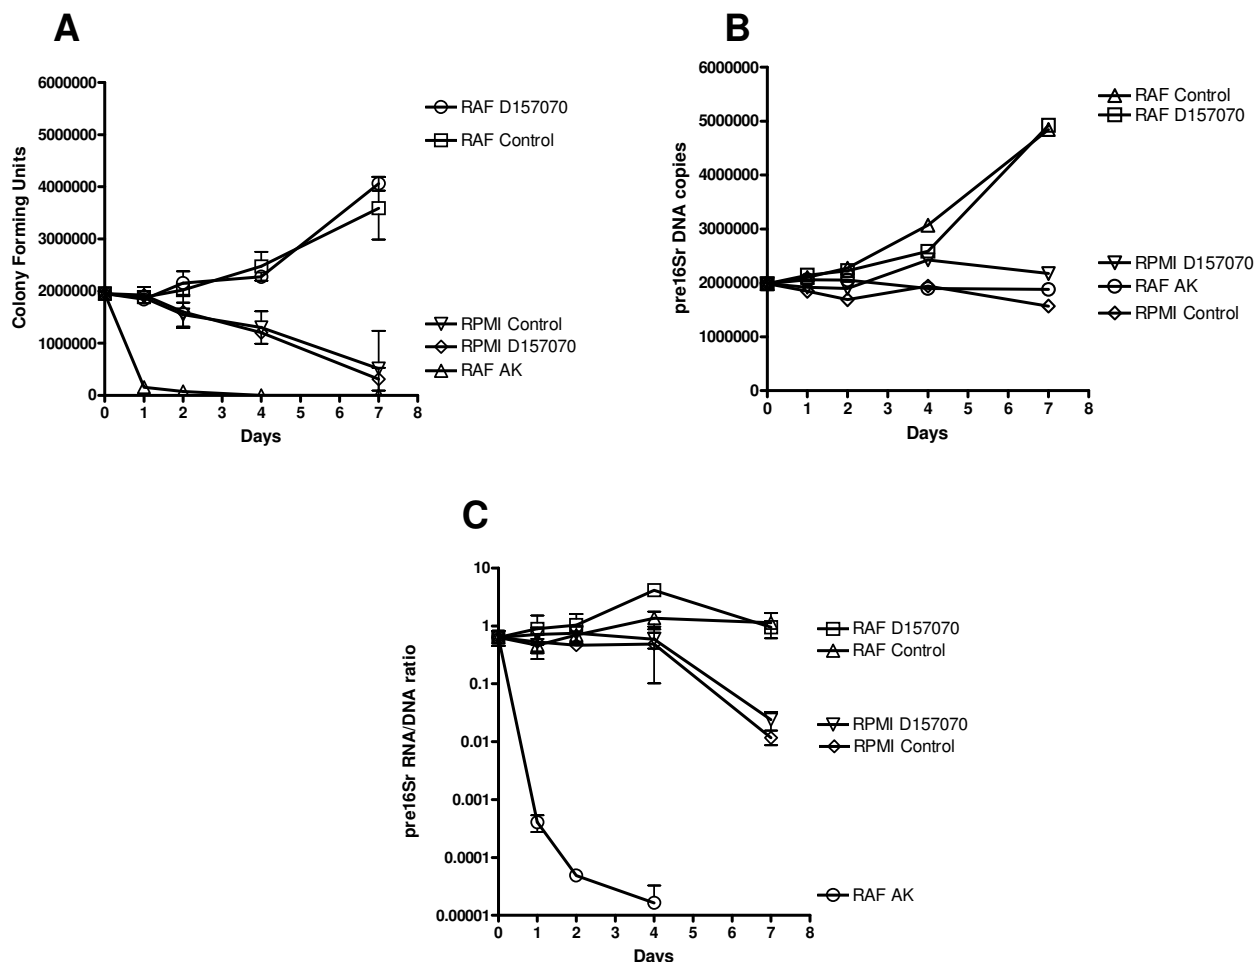 A
Colony Forming Units
6000000
5000000
4000000
3000000
2000000
1000000
0
0 1 2 3 4 5 6 7 8
Days
RAF D157070
RAF Control
RPMI Control
RPMI D157070
RAF AK
B
pre16Sr DNA copies
6000000
5000000
4000000
3000000
2000000
1000000
0
0 1 2 3 4 5 6 7 8
Days
RAF Control
RAF D157070
RPMI D157070
RAF AK
RPMI Control
C
pre16Sr RNA/DNA ratio
10
1
0.1
0.01
0.001
0.0001
0.00001
0 1 2 3 4 5 6 7 8
Days
RAF D157070
RAF Control
RPMI D157070
RPMI Control
RAF AK